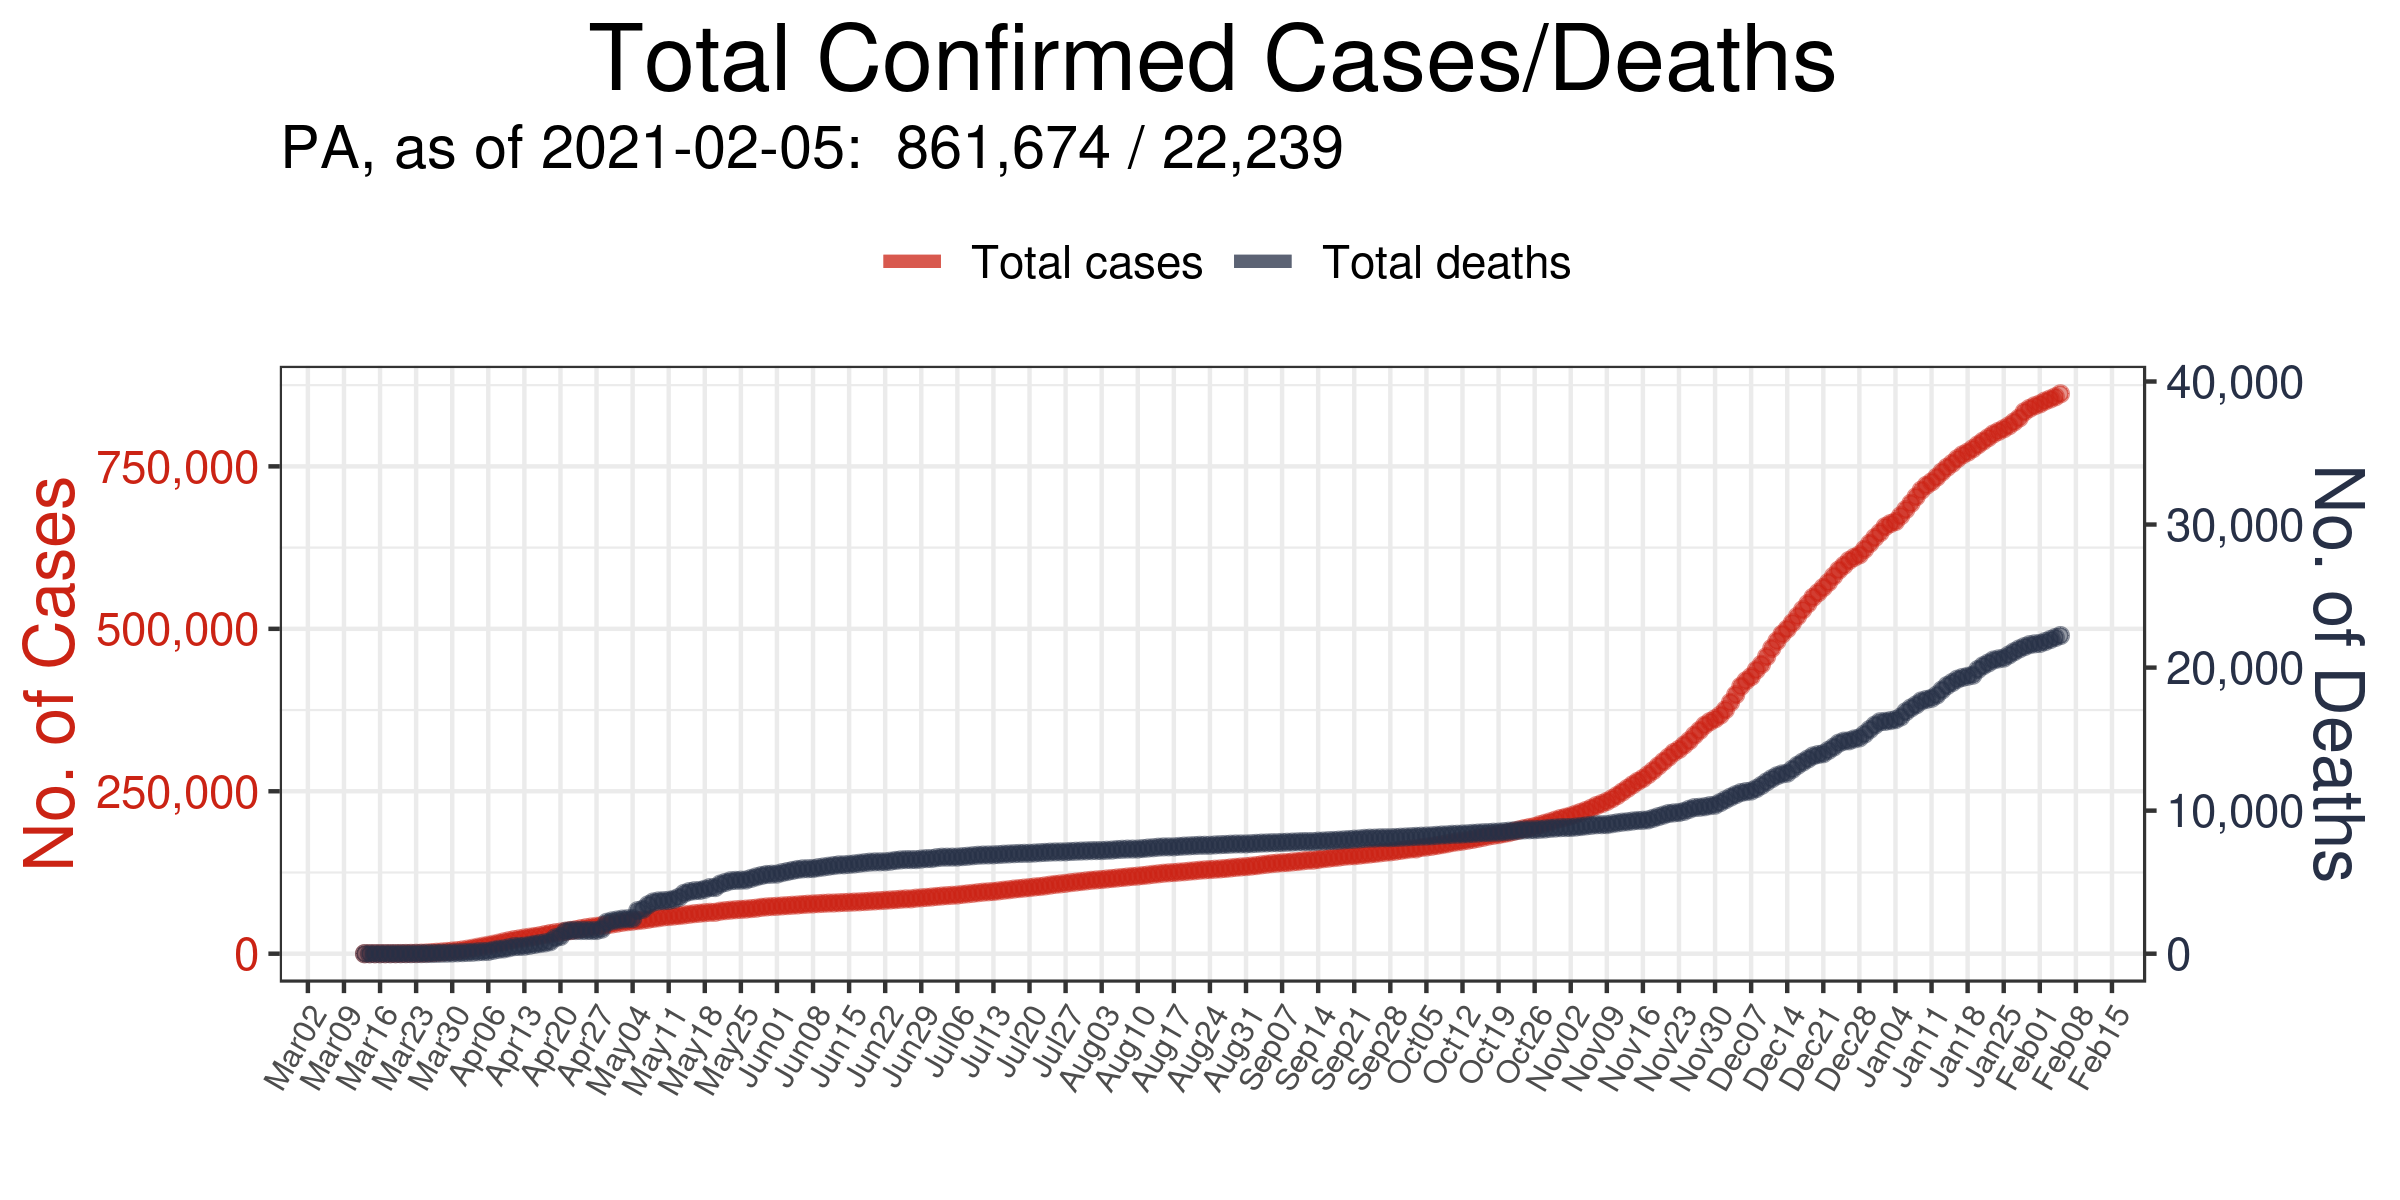 Total Confirmed Cases/Deaths
PA, as of 2021-02-05:  861,674 / 22,239
Total cases
Total deaths
No. of Cases
750,000
500,000
250,000
0
40,000
30,000
20,000
10,000
0
No. of Deaths
Mar02
Mar09
Mar16
Mar23
Mar30
Apr06
Apr13
Apr20
Apr27
May04
May11
May18
May25
Jun01
Jun08
Jun15
Jun22
Jun29
Jul06
Jul13
Jul20
Jul27
Aug03
Aug10
Aug17
Aug24
Aug31
Sep07
Sep14
Sep21
Sep28
Oct05
Oct12
Oct19
Oct26
Nov02
Nov09
Nov16
Nov23
Nov30
Dec07
Dec14
Dec21
Dec28
Jan04
Jan11
Jan18
Jan25
Feb01
Feb08
Feb15